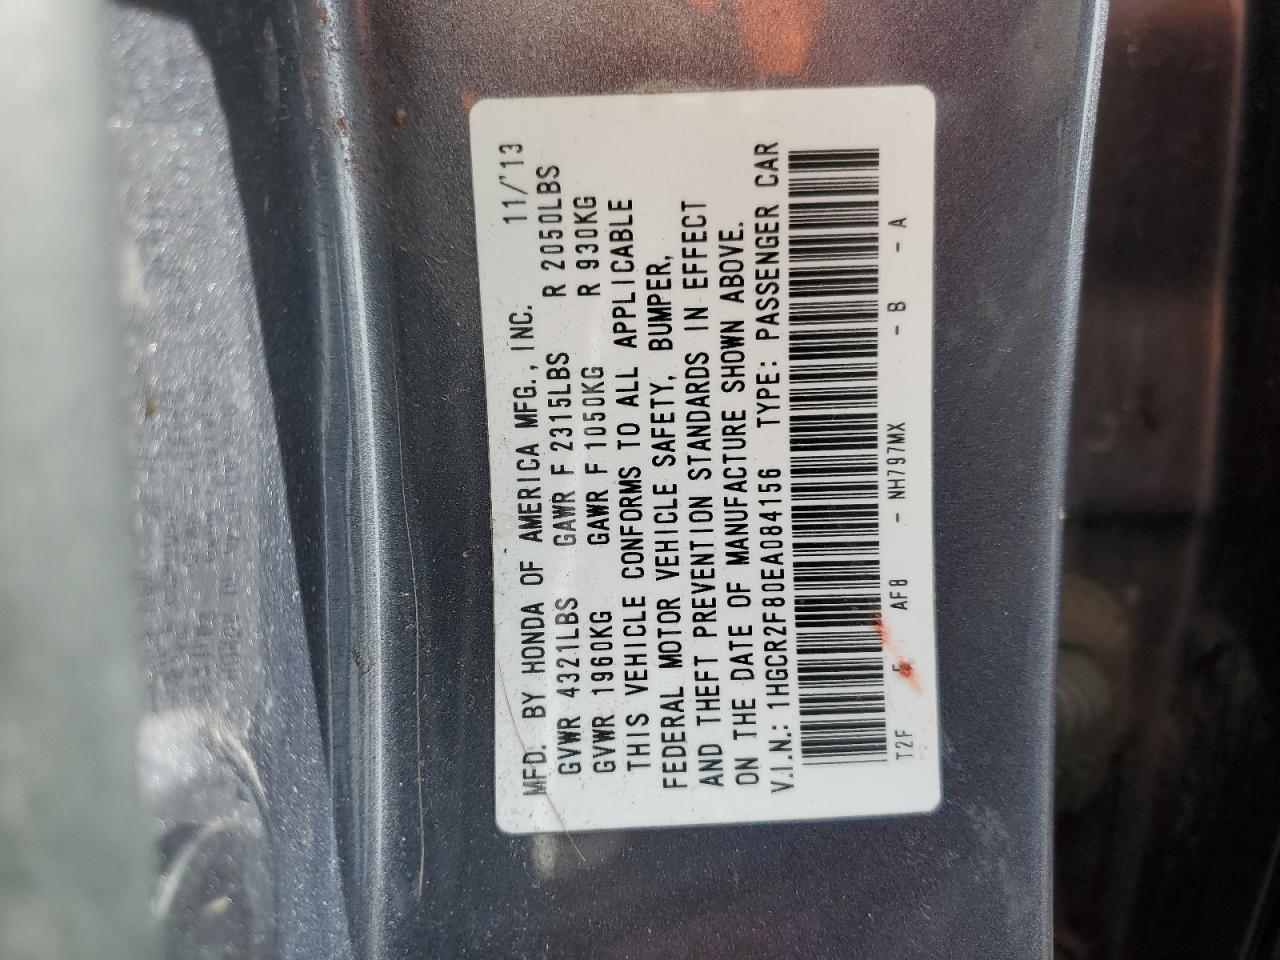 MFD. BY HONDA OF AMERICA MFG., INC. 11/'13
GVWR 4321LBS GAWR F 2315LBS R 2050LBS
GVWR 1960KG GAWR F 1050KG R 930KG
THIS VEHICLE CONFORMS TO ALL APPLICABLE
FEDERAL MOTOR VEHICLE SAFETY, BUMPER,
AND THEFT PREVENTION STANDARDS IN EFFECT
ON THE DATE OF MANUFACTURE SHOWN ABOVE.
V.I.N.: 1HGCR2F80EA084156 TYPE: PASSENGER CAR
T2F E AF8 - NH797MX - B - A